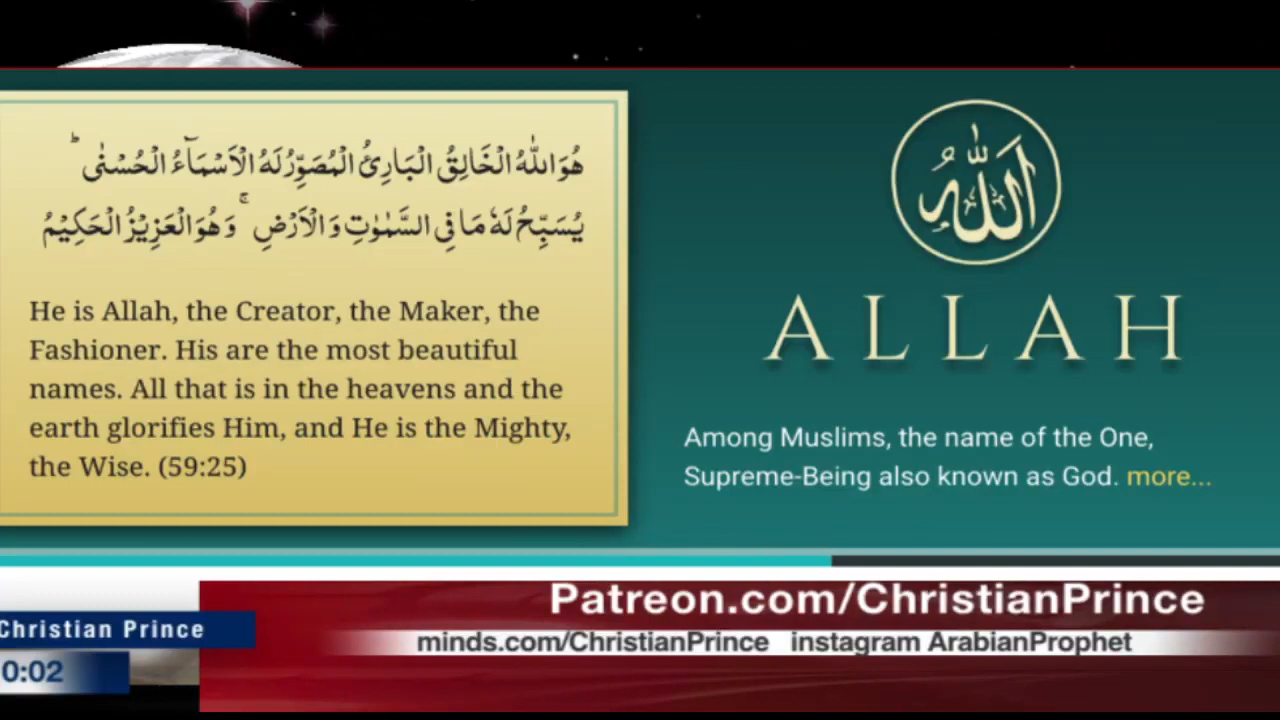 هُوَ اللّٰهُ الْخَالِقُ الْبَارِئُ الْمُصَوِّرُ لَهُ الْاَسْمَآءُ الْحُسْنٰى ؕ
يُسَبِّحُ لَهٗ مَا فِى السَّمٰوٰتِ وَ الْاَرْضِ ۚ وَ هُوَ الْعَزِيْزُ الْحَكِيْمُ
He is Allah, the Creator, the Maker, the
Fashioner. His are the most beautiful
names. All that is in the heavens and the
earth glorifies Him, and He is the Mighty,
the Wise. (59:25)
الله
ALLAH
Among Muslims, the name of the One,
Supreme-Being also known as God. more...
Patreon.com/ChristianPrince
Christian Prince
minds.com/ChristianPrince instagram ArabianProphet
0:02